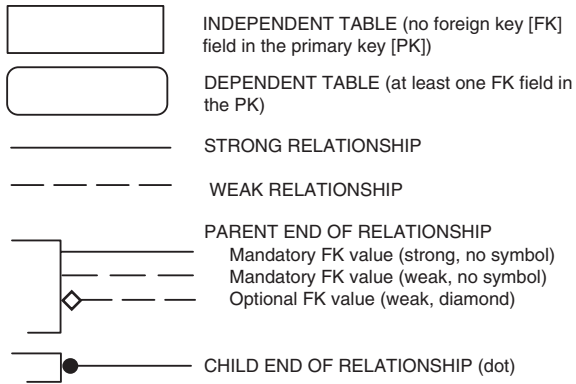 INDEPENDENT TABLE (no foreign key [FK]
field in the primary key [PK])
DEPENDENT TABLE (at least one FK field in
the PK)
STRONG RELATIONSHIP
WEAK RELATIONSHIP
PARENT END OF RELATIONSHIP
Mandatory FK value (strong, no symbol)
Mandatory FK value (weak, no symbol)
Optional FK value (weak, diamond)
CHILD END OF RELATIONSHIP (dot)